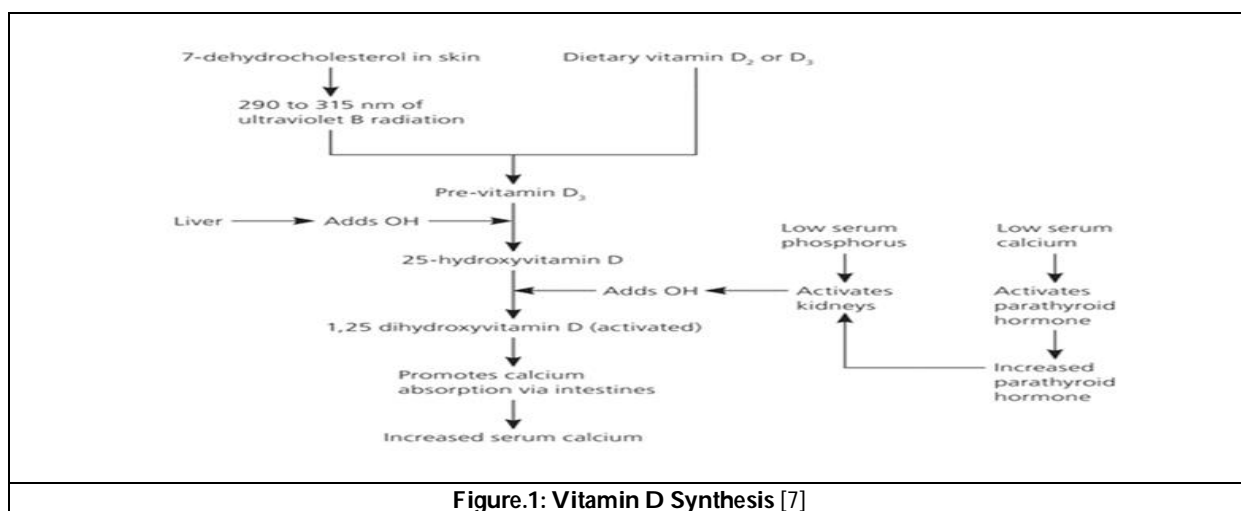 7-dehydrocholesterol in skin
Dietary vitamin D₂ or D₃
290 to 315 nm of
ultraviolet B radiation
Pre-vitamin D₃
Liver
Adds OH
25-hydroxyvitamin D
Low serum
phosphorus
Low serum
calcium
Adds OH
Activates
kidneys
Activates
parathyroid
hormone
1,25 dihydroxyvitamin D (activated)
Promotes calcium
absorption via intestines
Increased
parathyroid
hormone
Increased serum calcium
Figure.1: Vitamin D Synthesis [7]